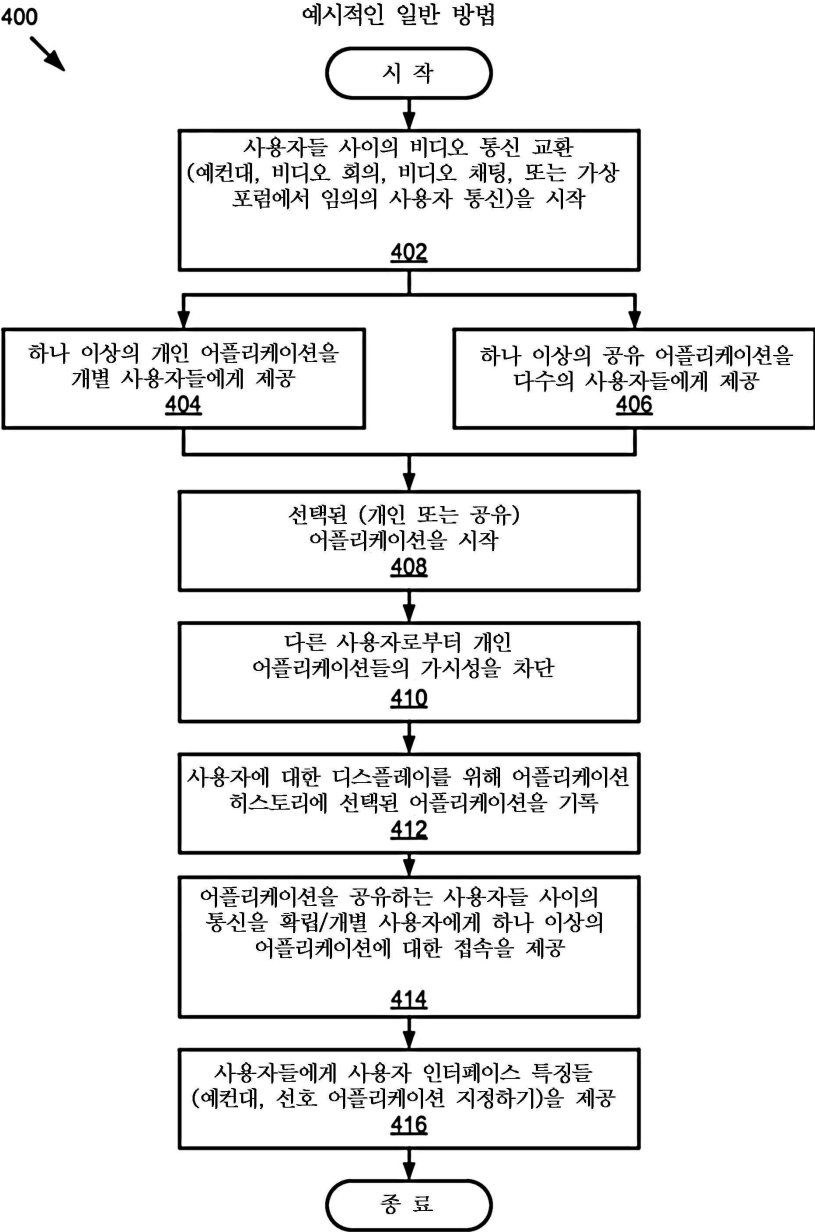 400
예시적인 일반 방법
시 작
사용자들 사이의 비디오 통신 교환
(예컨대, 비디오 회의, 비디오 채팅, 또는 가상
포럼에서 임의의 사용자 통신)을 시작
402
하나 이상의 개인 어플리케이션을
개별 사용자들에게 제공
404
하나 이상의 공유 어플리케이션을
다수의 사용자들에게 제공
406
선택된 (개인 또는 공유)
어플리케이션을 시작
408
다른 사용자로부터 개인
어플리케이션들의 가시성을 차단
410
사용자에 대한 디스플레이를 위해 어플리케이션
히스토리에 선택된 어플리케이션을 기록
412
어플리케이션을 공유하는 사용자들 사이의
통신을 확립/개별 사용자에게 하나 이상의
어플리케이션에 대한 접속을 제공
414
사용자들에게 사용자 인터페이스 특징들
(예컨대, 선호 어플리케이션 지정하기)을 제공
416
종 료